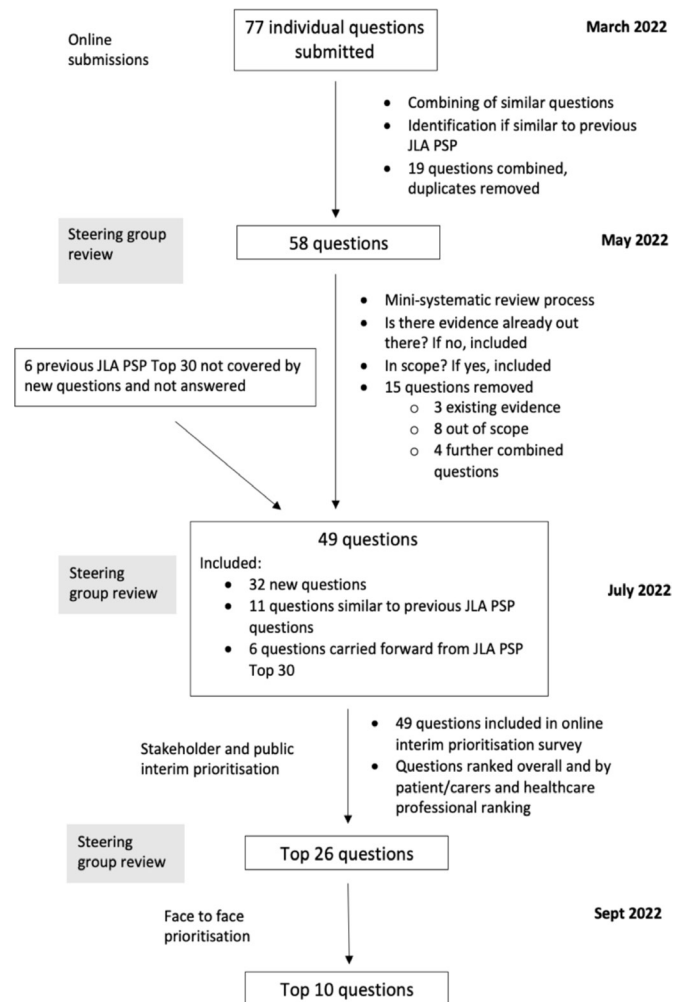 Online
submissions
77 individual questions
submitted
March 2022
• Combining of similar questions
• Identification if similar to previous
JLA PSP
• 19 questions combined,
duplicates removed
Steering group
review
58 questions
May 2022
• Mini-systematic review process
• Is there evidence already out
there? If no, included
• In scope? If yes, included
• 15 questions removed
o 3 existing evidence
o 8 out of scope
o 4 further combined
questions
6 previous JLA PSP Top 30 not covered by
new questions and not answered
Steering
group review
49 questions
Included:
• 32 new questions
• 11 questions similar to previous JLA PSP
questions
• 6 questions carried forward from JLA PSP
Top 30
July 2022
Stakeholder and public
interim prioritisation
• 49 questions included in online
interim prioritisation survey
• Questions ranked overall and by
patient/carers and healthcare
professional ranking
Steering
group review
Top 26 questions
Face to face
prioritisation
Sept 2022
Top 10 questions